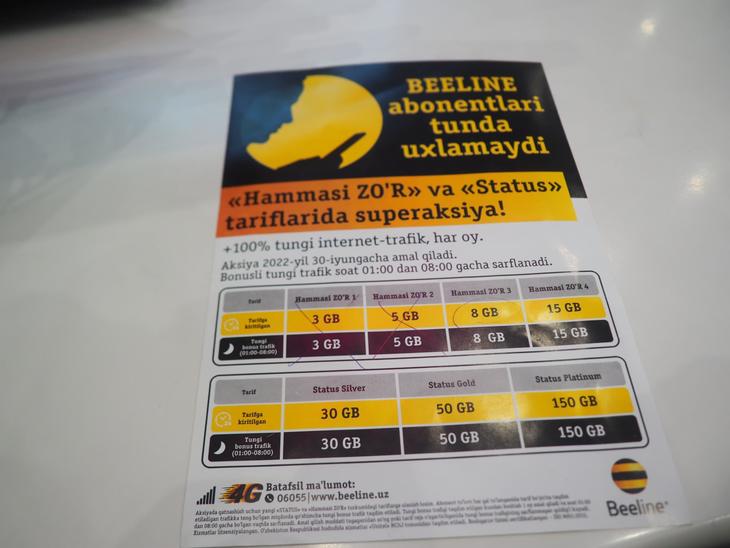 BEELINE
abonentlari
tunda
uxlamaydi
«Hammasi ZO'R» va «Status»
tariflarida superaksiya!
+100% tungi internet-trafik, har oy.
Aksiya 2022-yil 30-iyungacha amal qiladi.
Bonusli tungi trafik soat 01:00 dan 08:00 gacha sarflanadi.
Tarif Hammasi ZO'R 1 Hammasi ZO'R 2 Hammasi ZO'R 3 Hammasi ZO'R 4
Tarifga kiritilgan 3 GB 5 GB 8 GB 15 GB
Tungi bonus trafik (01:00-08:00) 3 GB 5 GB 8 GB 15 GB
Tarif Status Silver Status Gold Status Platinum
Tarifga kiritilgan 30 GB 50 GB 150 GB
Tungi bonus trafik (01:00-08:00) 30 GB 50 GB 150 GB
4G Batafsil ma'lumot:
06055 | www.beeline.uz
Beeline